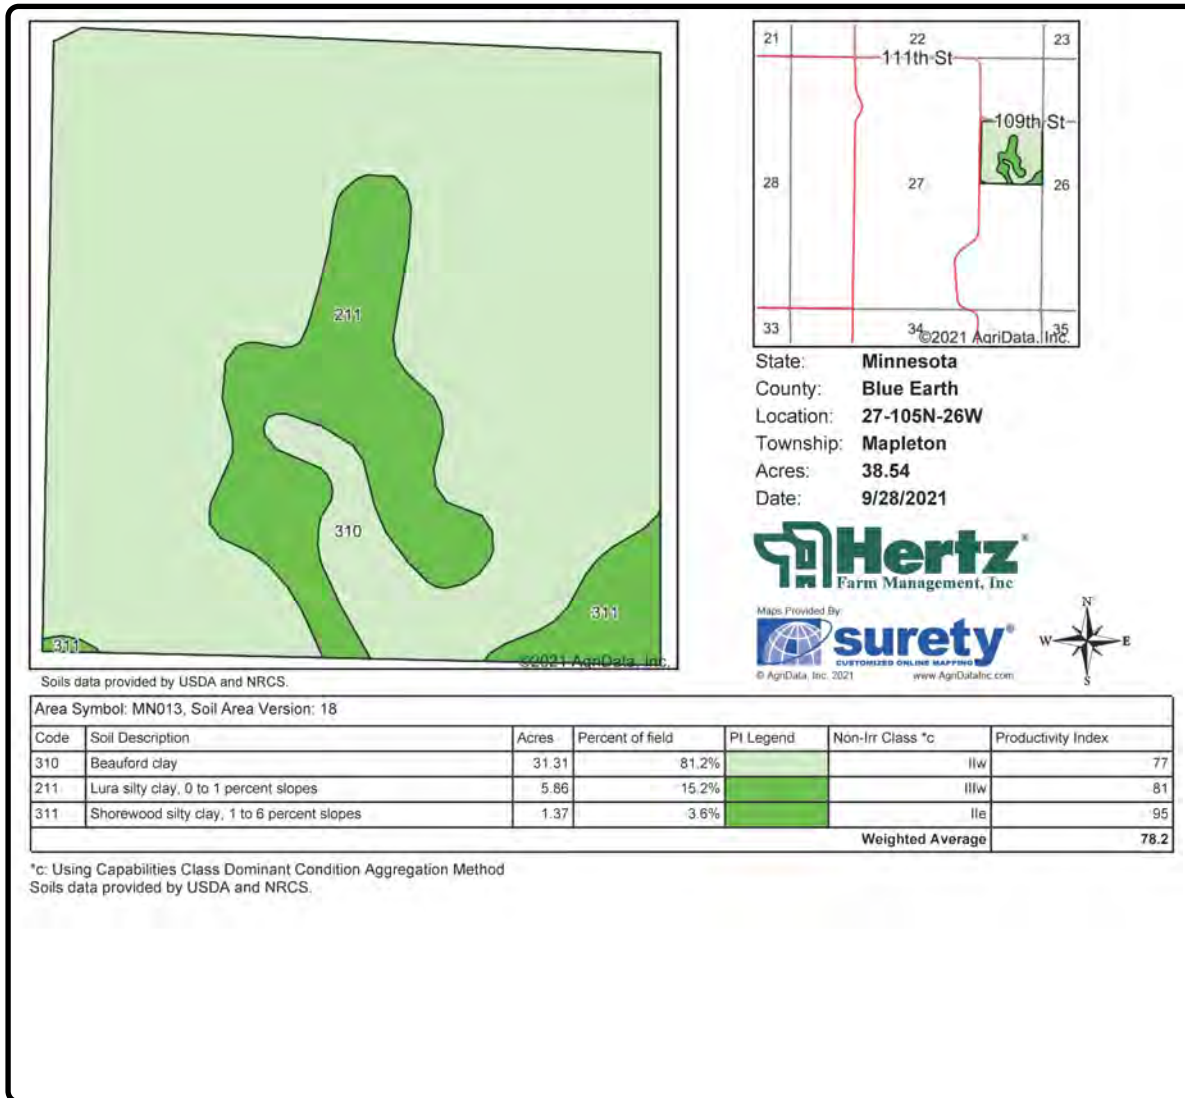 211
310
311
311
©2021 AgriData, Inc.
Soils data provided by USDA and NRCS.
21 22 23
111th St
109th St
28 27 26
33 34 35
©2021 AgriData, Inc.
State: Minnesota
County: Blue Earth
Location: 27-105N-26W
Township: Mapleton
Acres: 38.54
Date: 9/28/2021
Hertz®
Farm Management, Inc
Maps Provided By
surety®
CUSTOMIZED ONLINE MAPPING
© AgriData, Inc. 2021 www.AgriDataInc.com
N
W E
S
Area Symbol: MN013, Soil Area Version: 18
Code Soil Description Acres Percent of field PI Legend Non-Irr Class *c Productivity Index
310 Beauford clay 31.31 81.2% IIw 77
211 Lura silty clay, 0 to 1 percent slopes 5.86 15.2% IIIw 81
311 Shorewood silty clay, 1 to 6 percent slopes 1.37 3.6% IIe 95
Weighted Average 78.2
*c: Using Capabilities Class Dominant Condition Aggregation Method
Soils data provided by USDA and NRCS.